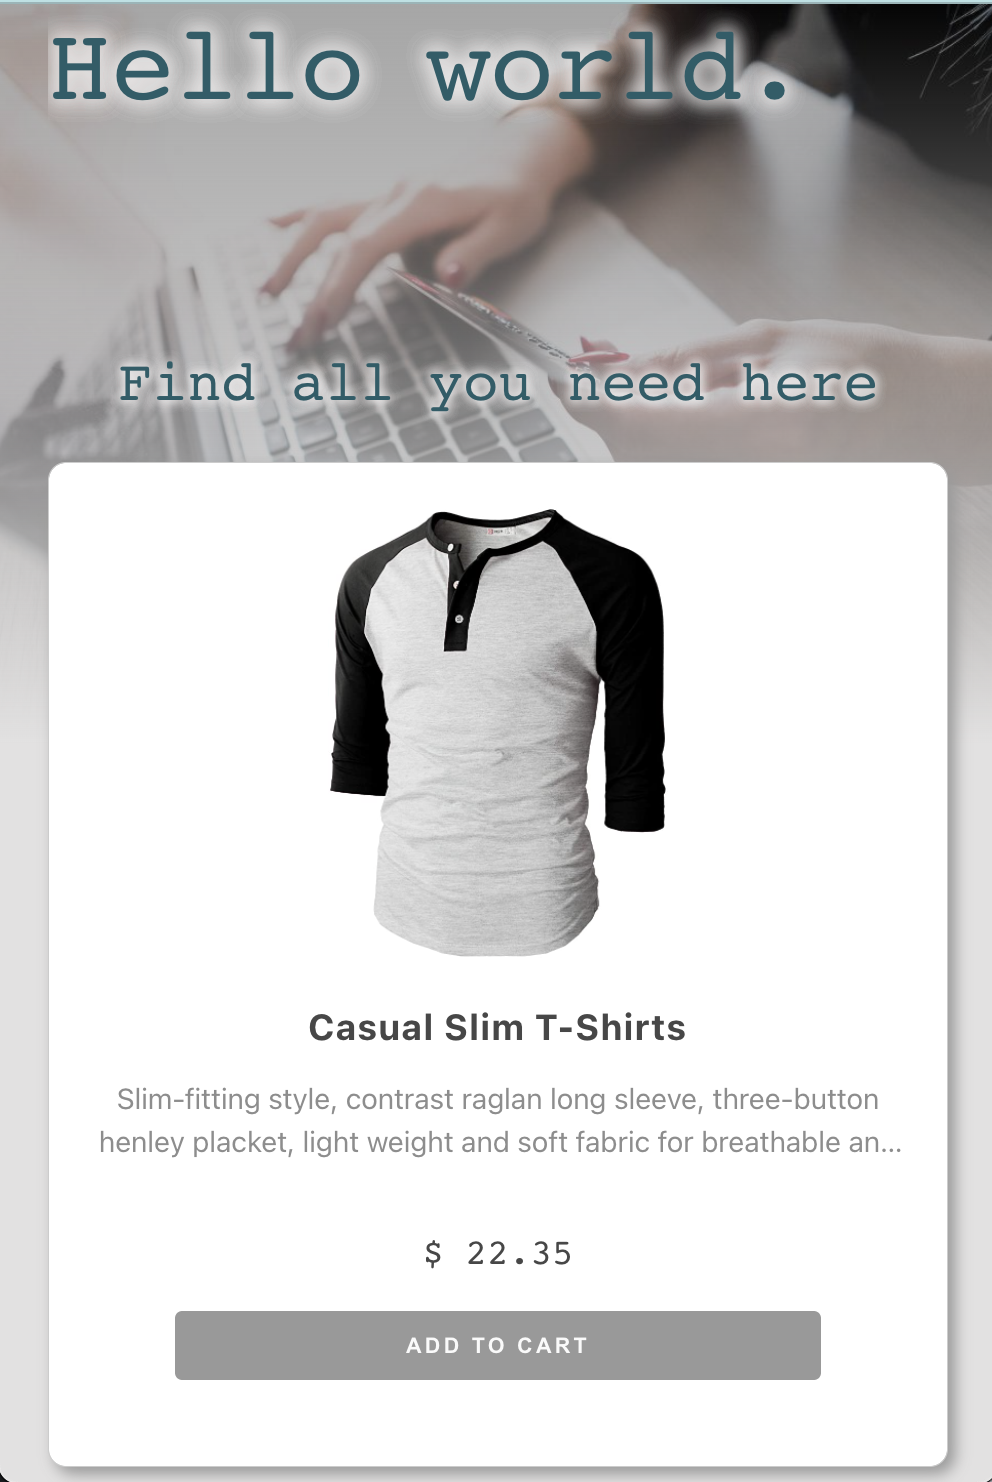 Hello world.
Find all you need here
Casual Slim T-Shirts
Slim-fitting style, contrast raglan long sleeve, three-button
henley placket, light weight and soft fabric for breathable an...
$ 22.35
ADD TO CART